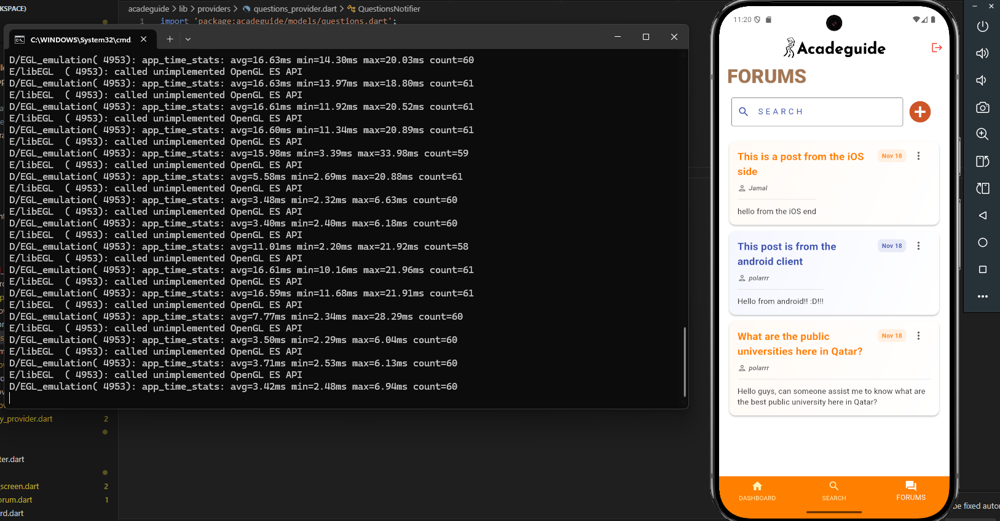 KSPACE)
acadeguide > lib > providers > questions_provider.dart > QuestionsNotifier
1 import 'package:acadeguide/models/questions.dart';
C:\WINDOWS\System32\cmd.
D/EGL_emulation( 4953): app_time_stats: avg=16.63ms min=14.30ms max=20.03ms count=60
E/libEGL  ( 4953): called unimplemented OpenGL ES API
D/EGL_emulation( 4953): app_time_stats: avg=16.63ms min=13.97ms max=18.80ms count=61
E/libEGL  ( 4953): called unimplemented OpenGL ES API
D/EGL_emulation( 4953): app_time_stats: avg=16.61ms min=11.92ms max=20.52ms count=61
E/libEGL  ( 4953): called unimplemented OpenGL ES API
D/EGL_emulation( 4953): app_time_stats: avg=16.60ms min=11.34ms max=20.89ms count=61
E/libEGL  ( 4953): called unimplemented OpenGL ES API
D/EGL_emulation( 4953): app_time_stats: avg=15.98ms min=3.39ms max=33.98ms count=59
E/libEGL  ( 4953): called unimplemented OpenGL ES API
D/EGL_emulation( 4953): app_time_stats: avg=5.58ms min=2.69ms max=20.88ms count=61
E/libEGL  ( 4953): called unimplemented OpenGL ES API
D/EGL_emulation( 4953): app_time_stats: avg=3.48ms min=2.32ms max=6.63ms count=60
E/libEGL  ( 4953): called unimplemented OpenGL ES API
D/EGL_emulation( 4953): app_time_stats: avg=3.40ms min=2.40ms max=6.18ms count=60
E/libEGL  ( 4953): called unimplemented OpenGL ES API
D/EGL_emulation( 4953): app_time_stats: avg=11.01ms min=2.20ms max=21.92ms count=58
E/libEGL  ( 4953): called unimplemented OpenGL ES API
D/EGL_emulation( 4953): app_time_stats: avg=16.61ms min=10.16ms max=21.96ms count=61
E/libEGL  ( 4953): called unimplemented OpenGL ES API
D/EGL_emulation( 4953): app_time_stats: avg=16.59ms min=11.68ms max=21.91ms count=61
E/libEGL  ( 4953): called unimplemented OpenGL ES API
D/EGL_emulation( 4953): app_time_stats: avg=7.77ms min=2.34ms max=28.29ms count=60
E/libEGL  ( 4953): called unimplemented OpenGL ES API
D/EGL_emulation( 4953): app_time_stats: avg=3.50ms min=2.29ms max=6.04ms count=60
E/libEGL  ( 4953): called unimplemented OpenGL ES API
D/EGL_emulation( 4953): app_time_stats: avg=3.71ms min=2.53ms max=6.13ms count=60
E/libEGL  ( 4953): called unimplemented OpenGL ES API
D/EGL_emulation( 4953): app_time_stats: avg=3.42ms min=2.48ms max=6.94ms count=60
y_provider.dart 2
ter.dart
_screen.dart 2
orum.dart 1
rd.dart
11:20
Acadeguide
FORUMS
SEARCH
This is a post from the iOS
side
Nov 18
Jamal
hello from the iOS end
This post is from the
android client
Nov 18
polarrr
Hello from android!! :D!!!
What are the public
universities here in Qatar?
Nov 18
polarrr
Hello guys, can someone assist me to know what are
the best public university here in Qatar?
DASHBOARD
SEARCH
FORUMS
be fixed autor